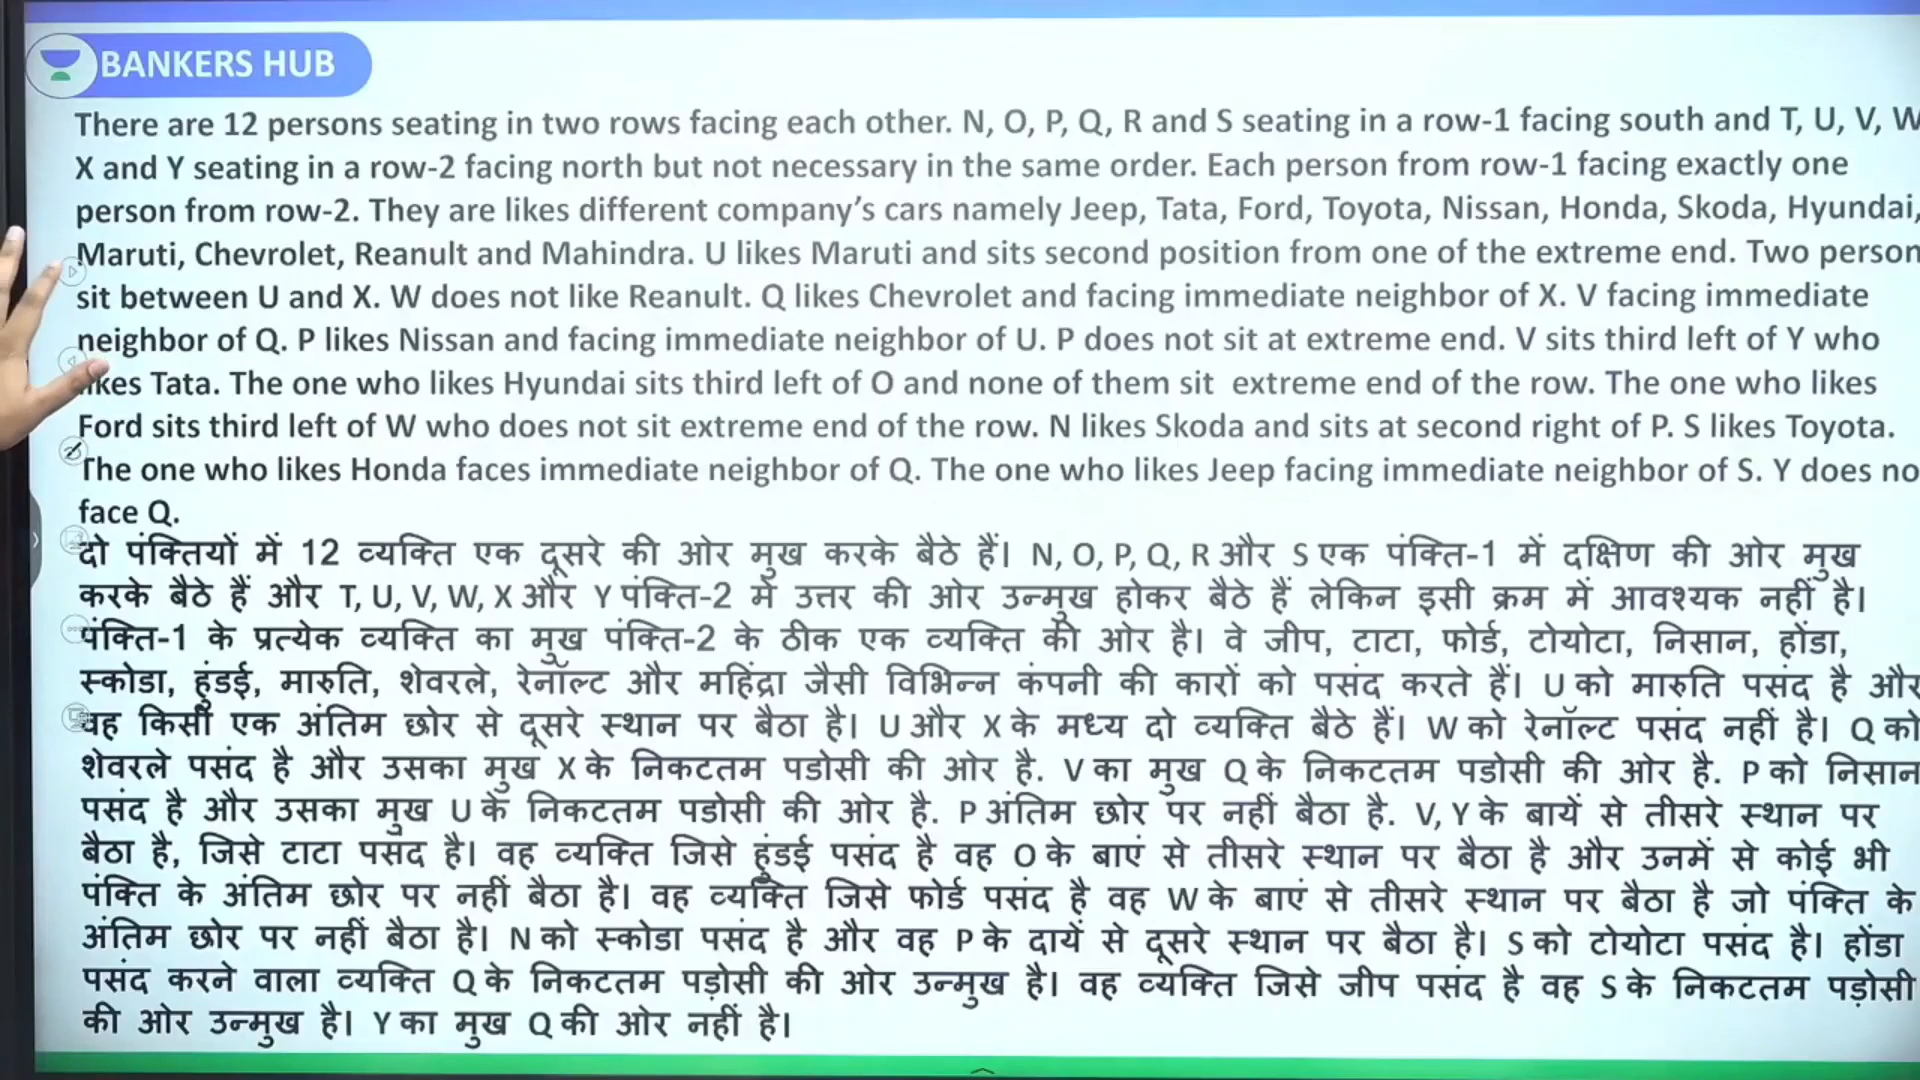 BANKERS HUB
There are 12 persons seating in two rows facing each other. N, O, P, Q, R and S seating in a row-1 facing south and T, U, V, W
X and Y seating in a row-2 facing north but not necessary in the same order. Each person from row-1 facing exactly one
person from row-2. They are likes different company's cars namely Jeep, Tata, Ford, Toyota, Nissan, Honda, Skoda, Hyundai,
Maruti, Chevrolet, Reanult and Mahindra. U likes Maruti and sits second position from one of the extreme end. Two person
sit between U and X. W does not like Reanult. Q likes Chevrolet and facing immediate neighbor of X. V facing immediate
neighbor of Q. P likes Nissan and facing immediate neighbor of U. P does not sit at extreme end. V sits third left of Y who
likes Tata. The one who likes Hyundai sits third left of O and none of them sit extreme end of the row. The one who likes
Ford sits third left of W who does not sit extreme end of the row. N likes Skoda and sits at second right of P. S likes Toyota.
The one who likes Honda faces immediate neighbor of Q. The one who likes Jeep facing immediate neighbor of S. Y does no
face Q.
दो पंक्तियों में 12 व्यक्ति एक दूसरे की ओर मुख करके बैठे हैं। N, O, P, Q, R और S एक पंक्ति-1 में दक्षिण की ओर मुख
करके बैठे हैं और T, U, V, W, X और Y पंक्ति-2 में उत्तर की ओर उन्मुख होकर बैठे हैं लेकिन इसी क्रम में आवश्यक नहीं है।
पंक्ति-1 के प्रत्येक व्यक्ति का मुख पंक्ति-2 के ठीक एक व्यक्ति की ओर है। वे जीप, टाटा, फोर्ड, टोयोटा, निसान, होंडा,
स्कोडा, हुंडई, मारुति, शेवरले, रेनॉल्ट और महिंद्रा जैसी विभिन्न कंपनी की कारों को पसंद करते हैं। U को मारुति पसंद है और
वह किसी एक अंतिम छोर से दूसरे स्थान पर बैठा है। U और X के मध्य दो व्यक्ति बैठे हैं। W को रेनॉल्ट पसंद नहीं है। Q को
शेवरले पसंद है और उसका मुख X के निकटतम पडोसी की ओर है. V का मुख Q के निकटतम पडोसी की ओर है. P को निसान
पसंद है और उसका मुख U के निकटतम पडोसी की ओर है. P अंतिम छोर पर नहीं बैठा है. V, Y के बायें से तीसरे स्थान पर
बैठा है, जिसे टाटा पसंद है। वह व्यक्ति जिसे हुंडई पसंद है वह O के बाएं से तीसरे स्थान पर बैठा है और उनमें से कोई भी
पंक्ति के अंतिम छोर पर नहीं बैठा है। वह व्यक्ति जिसे फोर्ड पसंद है वह W के बाएं से तीसरे स्थान पर बैठा है जो पंक्ति के
अंतिम छोर पर नहीं बैठा है। N को स्कोडा पसंद है और वह P के दायें से दूसरे स्थान पर बैठा है। S को टोयोटा पसंद है। होंडा
पसंद करने वाला व्यक्ति Q के निकटतम पड़ोसी की ओर उन्मुख है। वह व्यक्ति जिसे जीप पसंद है वह S के निकटतम पड़ोसी
की ओर उन्मुख है। Y का मुख Q की ओर नहीं है।